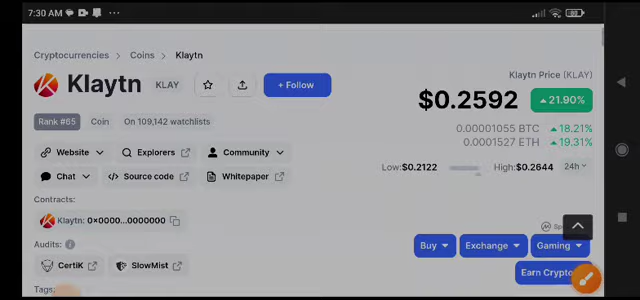 7:30 AM
Cryptocurrencies > Coins > Klaytn
Klaytn KLAY + Follow
Klaytn Price (KLAY)
$0.2592 21.90%
Rank #65 Coin On 109,142 watchlists
0.00001055 BTC 18.21%
0.0001527 ETH 19.31%
Website Explorers Community
Low:$0.2122 High:$0.2644 24h
Chat Source code Whitepaper
Contracts:
Klaytn: 0x0000...0000000
Audits:
Buy Exchange Gaming
CertiK SlowMist
Earn Crypto
Tags: